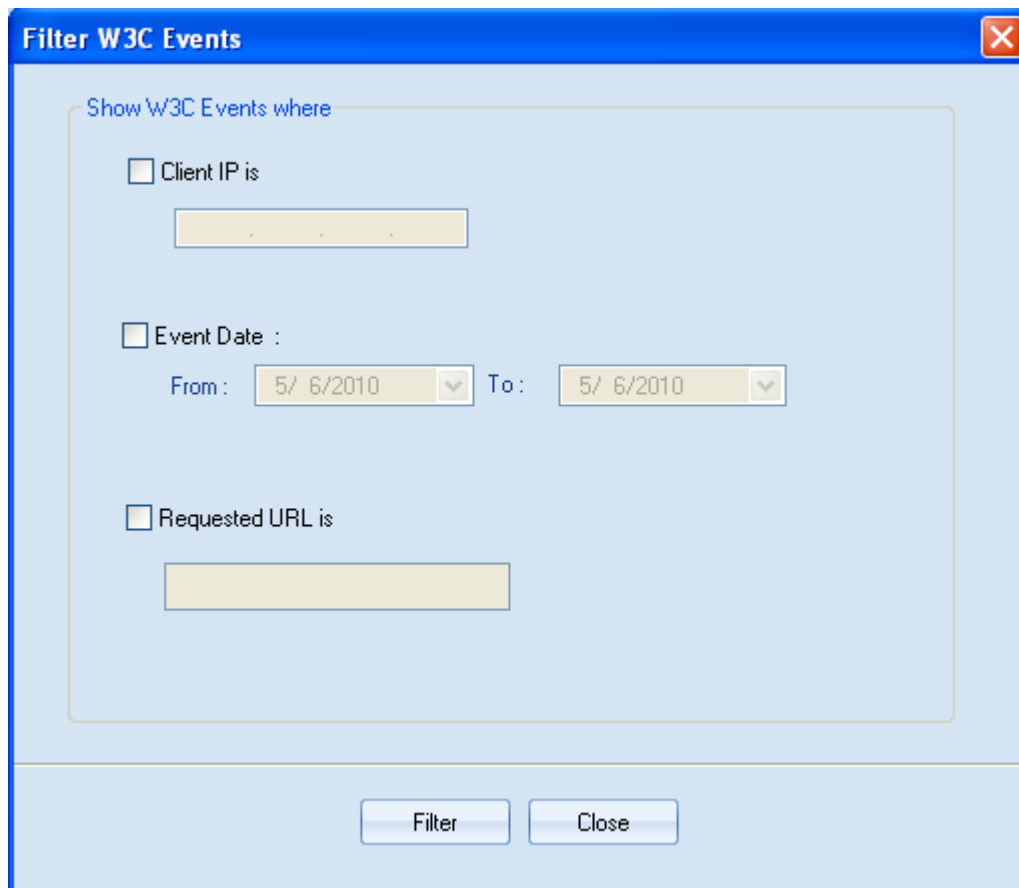 Filter W3C Events
Show W3C Events where
Client IP is
. . .
Event Date :
From : 5/ 6/2010 To : 5/ 6/2010
Requested URL is
Filter Close